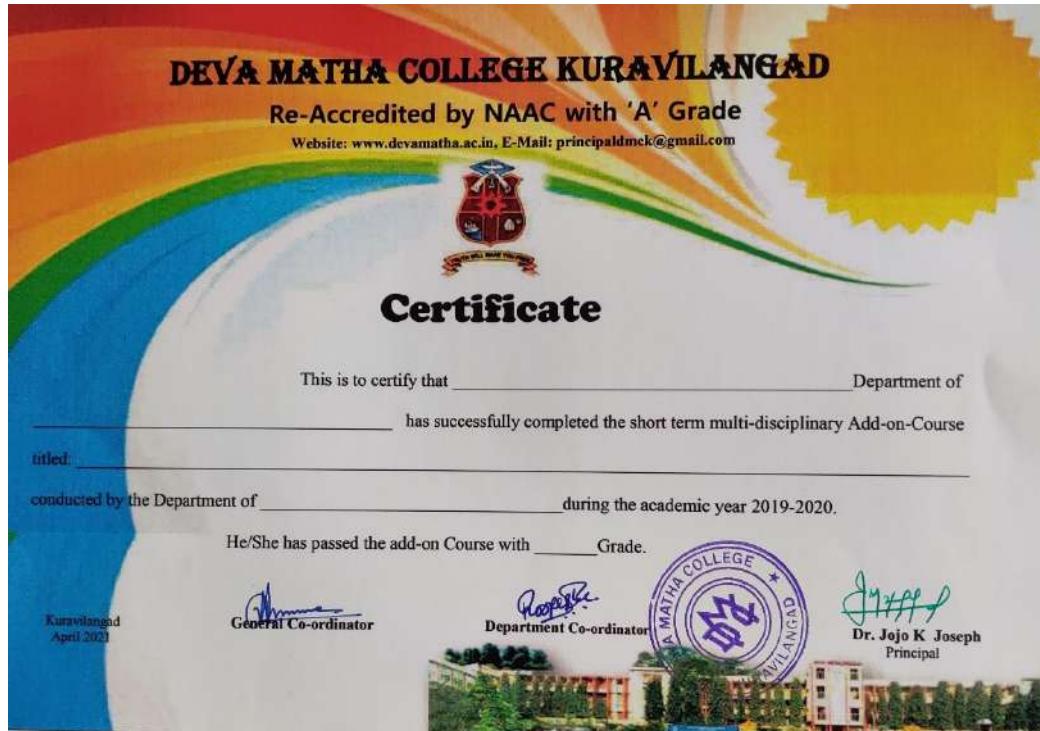 DEVA MATHA COLLEGE KURAVILANGAD
Re-Accredited by NAAC with 'A' Grade
Website: www.devamatha.ac.in, E-Mail: principaldmck@gmail.com
Certificate
This is to certify that Department of
has successfully completed the short term multi-disciplinary Add-on-Course
titled:
conducted by the Department of during the academic year 2019-2020.
He/She has passed the add-on Course with Grade.
Kuravilangad
April 2021
General Co-ordinator
Department Co-ordinator
A MATHA COLLEGE ★ 
Dr. Jojo K Joseph
Principal